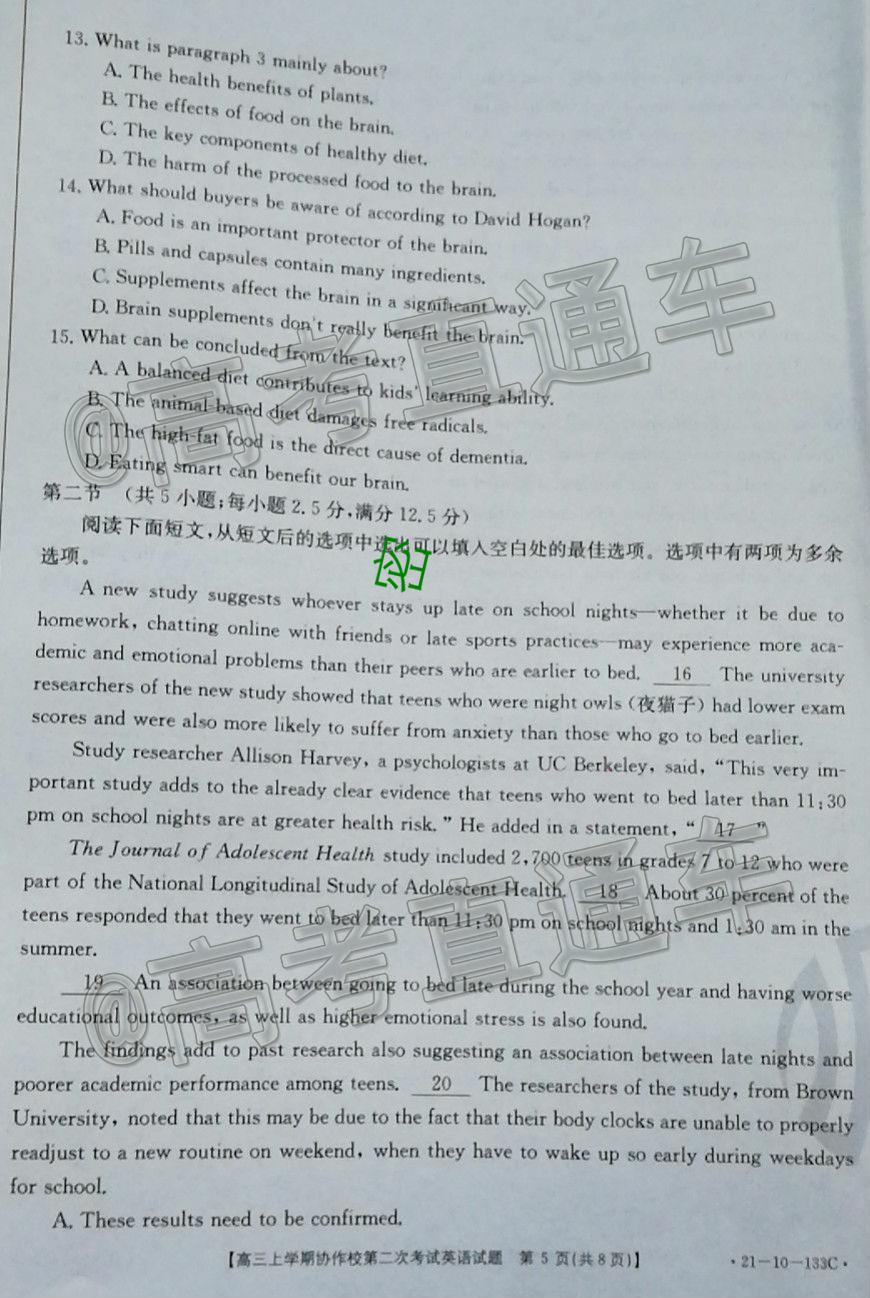 13. What is paragraph 3 mainly about?
A. The health benefits of plants.
B. The effects of food on the brain.
C. The key components of healthy diet.
D. The harm of the processed food to the brain.
14. What should buyers be aware of according to David Hogan?
A. Food is an important protector of the brain.
B. Pills and capsules contain many ingredients.
C. Supplements affect the brain in a significant way.
D. Brain supplements don't really benefit the brain.
15. What can be concluded from the text?
A. A balanced diet contributes to kids' learning ability.
B. The animal-based diet damages free radicals.
C. The high-fat food is the direct cause of dementia.
D. Eating smart can benefit our brain.
第二节 (共5小题;每小题2.5分,满分12.5分)
阅读下面短文,从短文后的选项中选出可以填入空白处的最佳选项。选项中有两项为多余
选项。
A new study suggests whoever stays up late on school nights—whether it be due to
homework, chatting online with friends or late sports practices—may experience more aca-
demic and emotional problems than their peers who are earlier to bed. 16 The university
researchers of the new study showed that teens who were night owls (夜猫子) had lower exam
scores and were also more likely to suffer from anxiety than those who go to bed earlier.
Study researcher Allison Harvey, a psychologists at UC Berkeley, said, "This very im-
portant study adds to the already clear evidence that teens who went to bed later than 11:30
pm on school nights are at greater health risk." He added in a statement, " 17 "
The Journal of Adolescent Health study included 2,700 teens in grades 7 to 12 who were
part of the National Longitudinal Study of Adolescent Health. 18 About 30 percent of the
teens responded that they went to bed later than 11:30 pm on school nights and 1:30 am in the
summer.
19 An association between going to bed late during the school year and having worse
educational outcomes, as well as higher emotional stress is also found.
The findings add to past research also suggesting an association between late nights and
poorer academic performance among teens. 20 The researchers of the study, from Brown
University, noted that this may be due to the fact that their body clocks are unable to properly
readjust to a new routine on weekend, when they have to wake up so early during weekdays
for school.
A. These results need to be confirmed.
【高三上学期协作校第二次考试英语试题 第5页(共8页)】 ·21-10-133C·
@高考直通车
@高考直通车